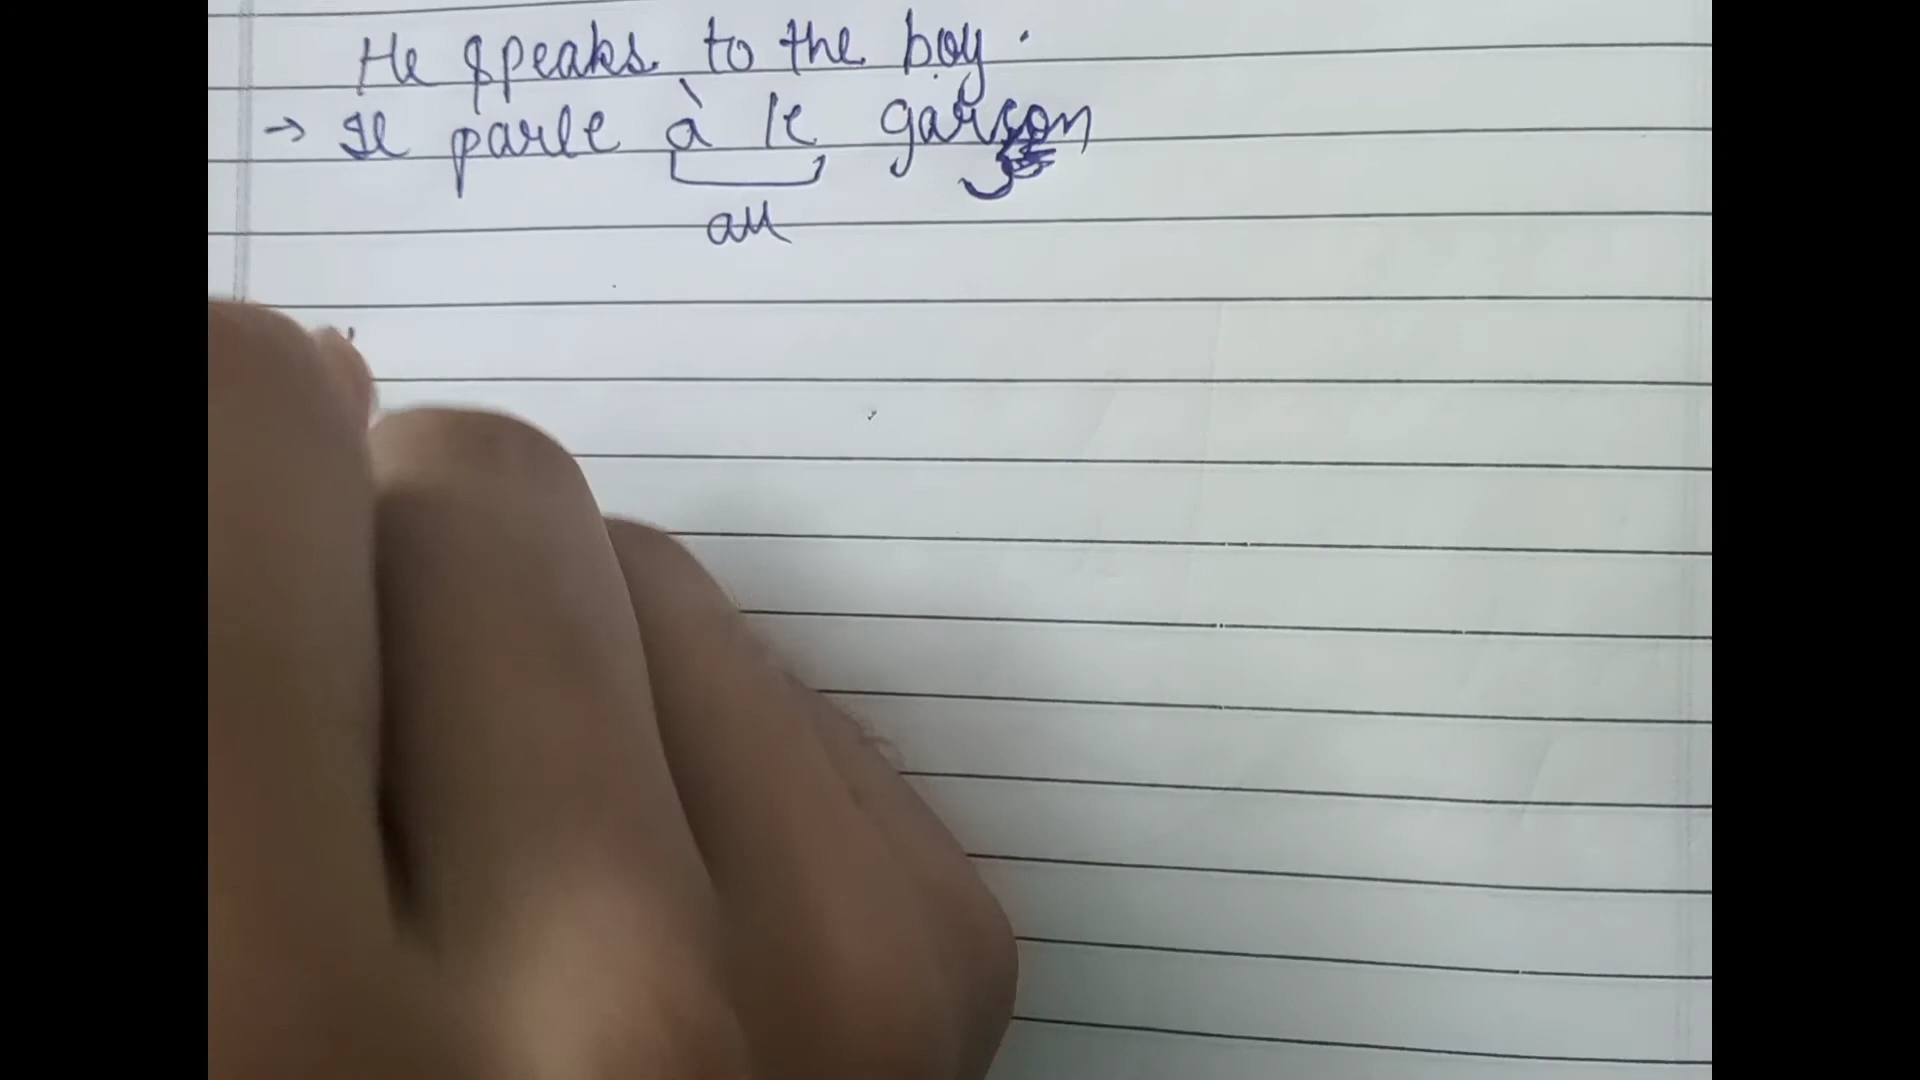 He speaks to the boy.
→ Il parle à le garçon
au